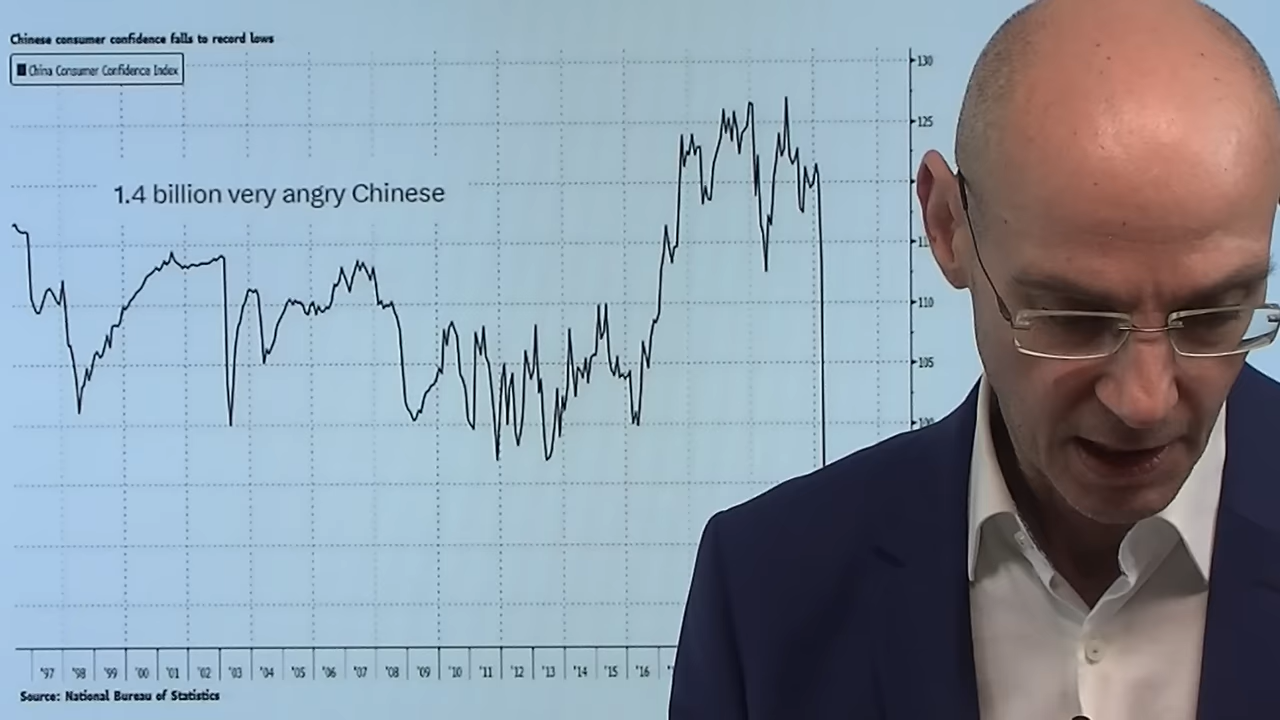 Chinese consumer confidence falls to record lows
China Consumer Confidence Index
1.4 billion very angry Chinese
130
125
110
105
'97 '98 '99 '00 '01 '02 '03 '04 '05 '06 '07 '08 '09 '10 '11 '12 '13 '14 '15 '16
Source: National Bureau of Statistics